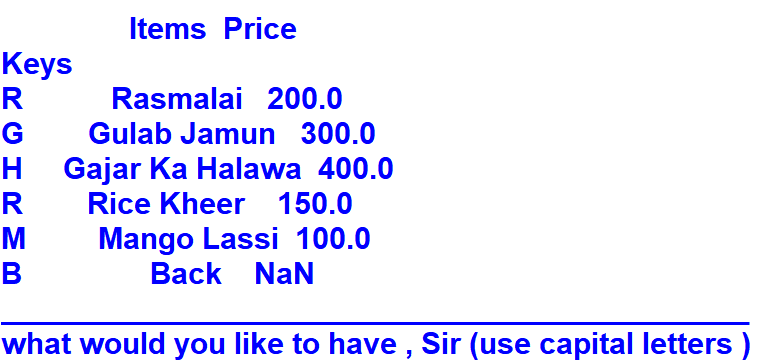 Items Price
Keys
R Rasmalai 200.0
G Gulab Jamun 300.0
H Gajar Ka Halawa 400.0
R Rice Kheer 150.0
M Mango Lassi 100.0
B Back NaN
what would you like to have , Sir (use capital letters )